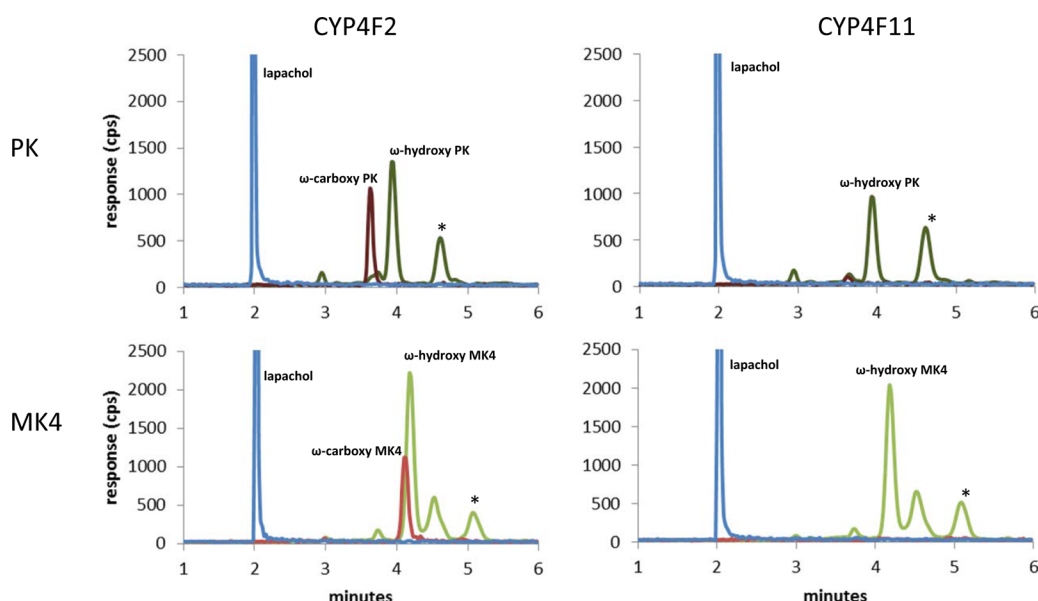 CYP4F2 CYP4F11
PK
response (cps)
2500
2000
1500
1000
500
0
lapachol
ω-carboxy PK
ω-hydroxy PK
*
1 2 3 4 5 6
2500
2000
1500
1000
500
0
lapachol
ω-hydroxy PK
*
1 2 3 4 5 6
MK4
response (cps)
2500
2000
1500
1000
500
0
lapachol
ω-hydroxy MK4
ω-carboxy MK4
*
1 2 3 4 5 6
minutes
2500
2000
1500
1000
500
0
lapachol
ω-hydroxy MK4
*
1 2 3 4 5 6
minutes